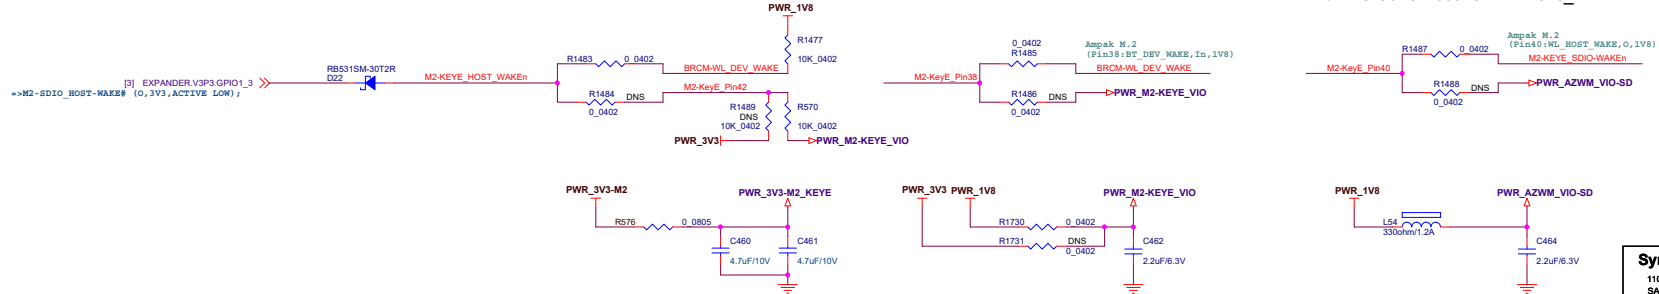 PWR_1V8
R1477
10K_0402
R1483
0_0402
BRCM-WL_DEV_WAKE
[3]
EXPANDER.V3P3.GPIO1_3
RB531SM-30T2R
D22
M2-KEYE_HOST_WAKEn
=>M2-SDIO_HOST-WAKE# (O,3V3,ACTIVE LOW);
R1484
DNS
0_0402
M2-KeyE_Pin42
R1489
DNS
10K_0402
R570
10K_0402
PWR_3V3
PWR_M2-KEYE_VIO
0_0402
R1485
Ampak M.2
(Pin38:BT_DEV_WAKE,In,1V8)
BRCM-WL_DEV_WAKE
M2-KeyE_Pin38
R1486
DNS
0_0402
PWR_M2-KEYE_VIO
Ampak M.2
(Pin40:WL_HOST_WAKE,O,1V8)
R1487
0_0402
M2-KEYE_SDIO-WAKEn
M2-KeyE_Pin40
R1488
DNS
0_0402
PWR_AZWM_VIO-SD
PWR_3V3-M2
PWR_3V3-M2_KEYE
R576
0_0805
C460
4.7uF/10V
C461
4.7uF/10V
PWR_3V3
PWR_1V8
PWR_M2-KEYE_VIO
R1730
0_0402
R1731
DNS
0_0402
C462
2.2uF/6.3V
PWR_1V8
PWR_AZWM_VIO-SD
L54
330ohm/1.2A
C464
2.2uF/6.3V
Syn
110
SA